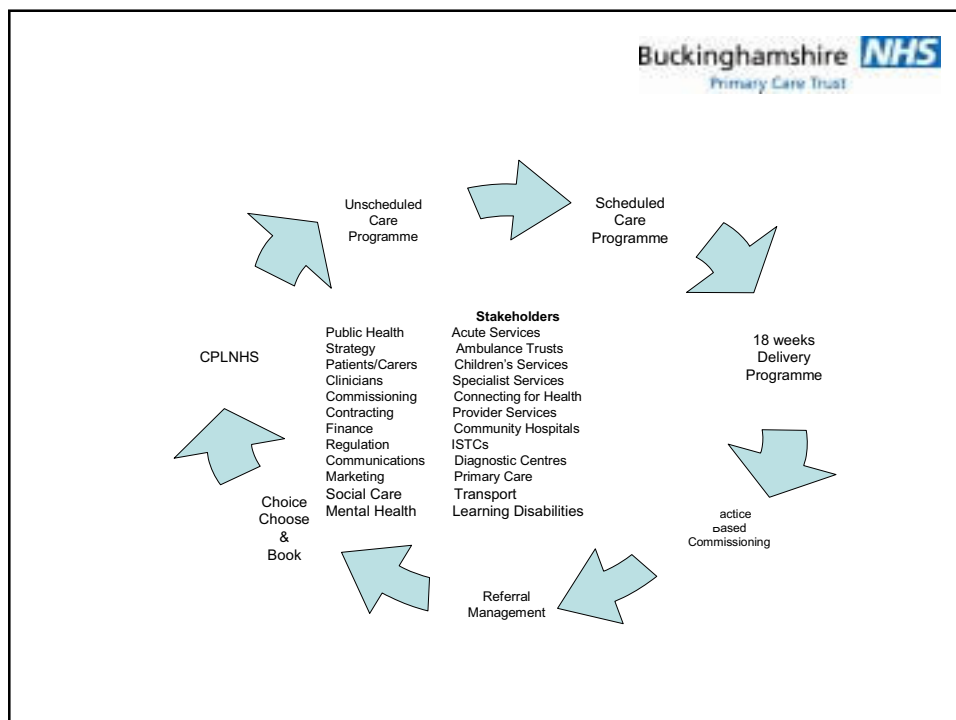 Buckinghamshire NHS
Primary Care Trust
Unscheduled
Care
Programme
Scheduled
Care
Programme
18 weeks
Delivery
Programme
actice
Based
Commissioning
Referral
Management
Choice
Choose
&
Book
CPLNHS
Stakeholders
Public Health Acute Services
Strategy Ambulance Trusts
Patients/Carers Children's Services
Clinicians Specialist Services
Commissioning Connecting for Health
Contracting Provider Services
Finance Community Hospitals
Regulation ISTCs
Communications Diagnostic Centres
Marketing Primary Care
Social Care Transport
Mental Health Learning Disabilities